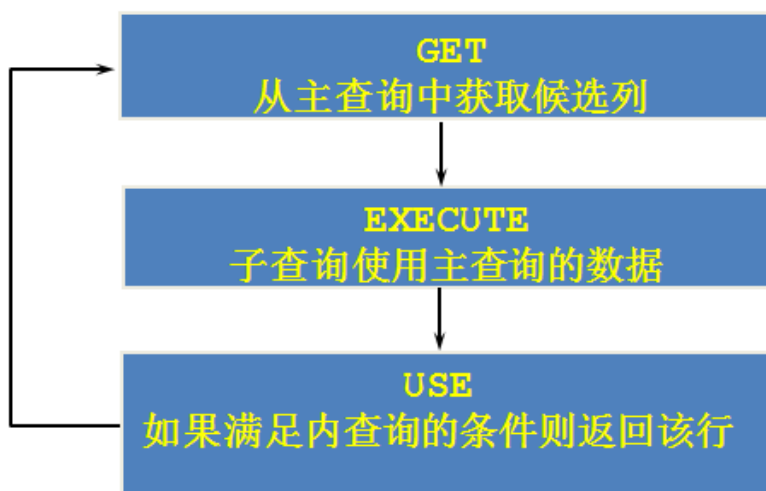 GET
从主查询中获取候选列
EXECUTE
子查询使用主查询的数据
USE
如果满足内查询的条件则返回该行